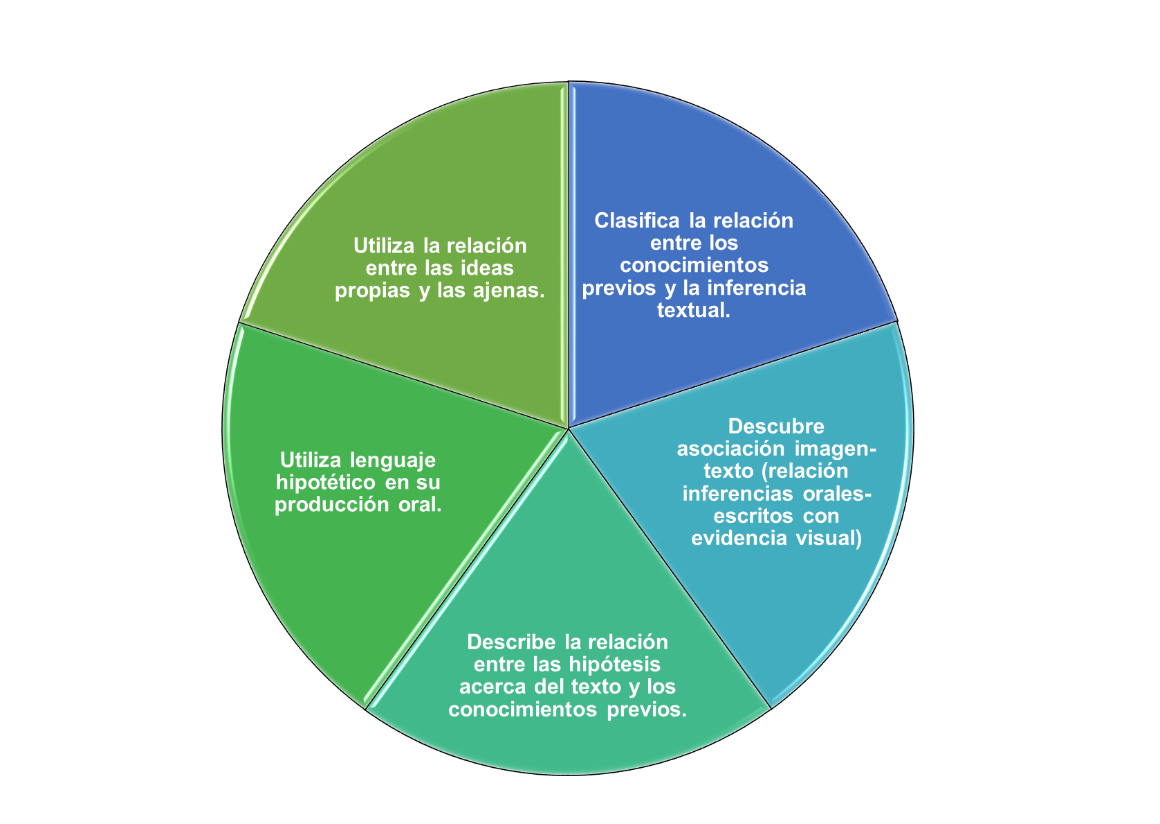 Clasifica la relación
entre los
conocimientos
previos y la inferencia
textual.
Descubre
asociación imagen-
texto (relación
inferencias orales-
escritos con
evidencia visual)
Describe la relación
entre las hipótesis
acerca del texto y los
conocimientos previos.
Utiliza lenguaje
hipotético en su
producción oral.
Utiliza la relación
entre las ideas
propias y las ajenas.